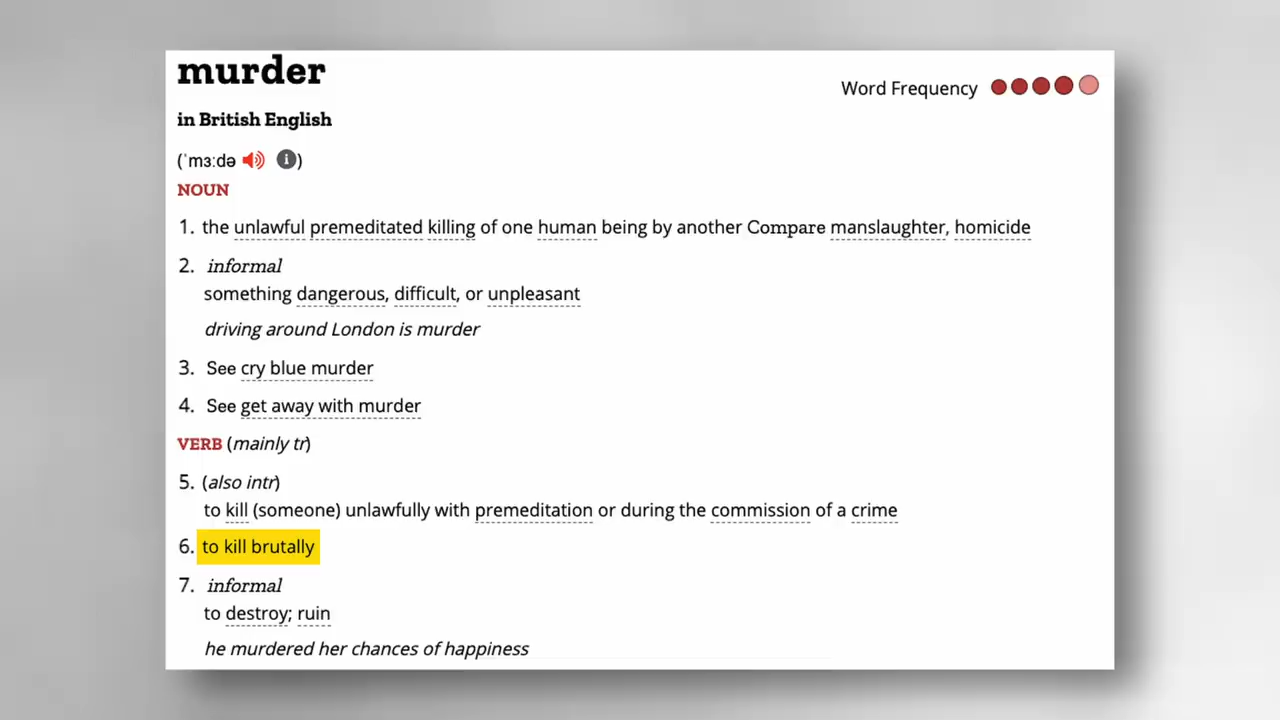 murder
Word Frequency
in British English
(ˈmɜːdə)
NOUN
1. the unlawful premeditated killing of one human being by another Compare manslaughter, homicide
2. informal
something dangerous, difficult, or unpleasant
driving around London is murder
3. See cry blue murder
4. See get away with murder
VERB (mainly tr)
5. (also intr)
to kill (someone) unlawfully with premeditation or during the commission of a crime
6. to kill brutally
7. informal
to destroy; ruin
he murdered her chances of happiness